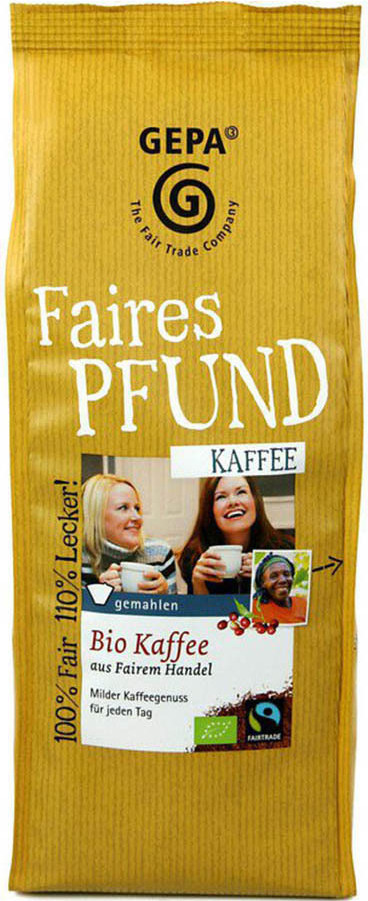 GEPA③
The Fair Trade Company
Faires
PFUND
KAFFEE
100% Fair 110% Lecker!
gemahlen
Bio Kaffee
aus Fairem Handel
Milder Kaffeegenuss
für jeden Tag
FAIRTRADE